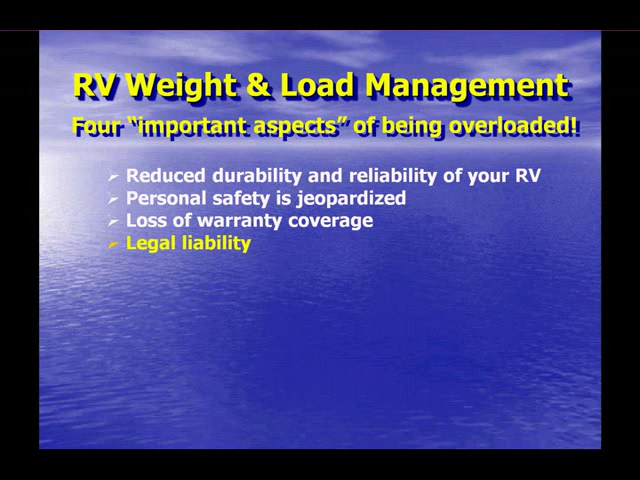 RV Weight & Load Management
Four “important aspects” of being overloaded!
Reduced durability and reliability of your RV
Personal safety is jeopardized
Loss of warranty coverage
Legal liability